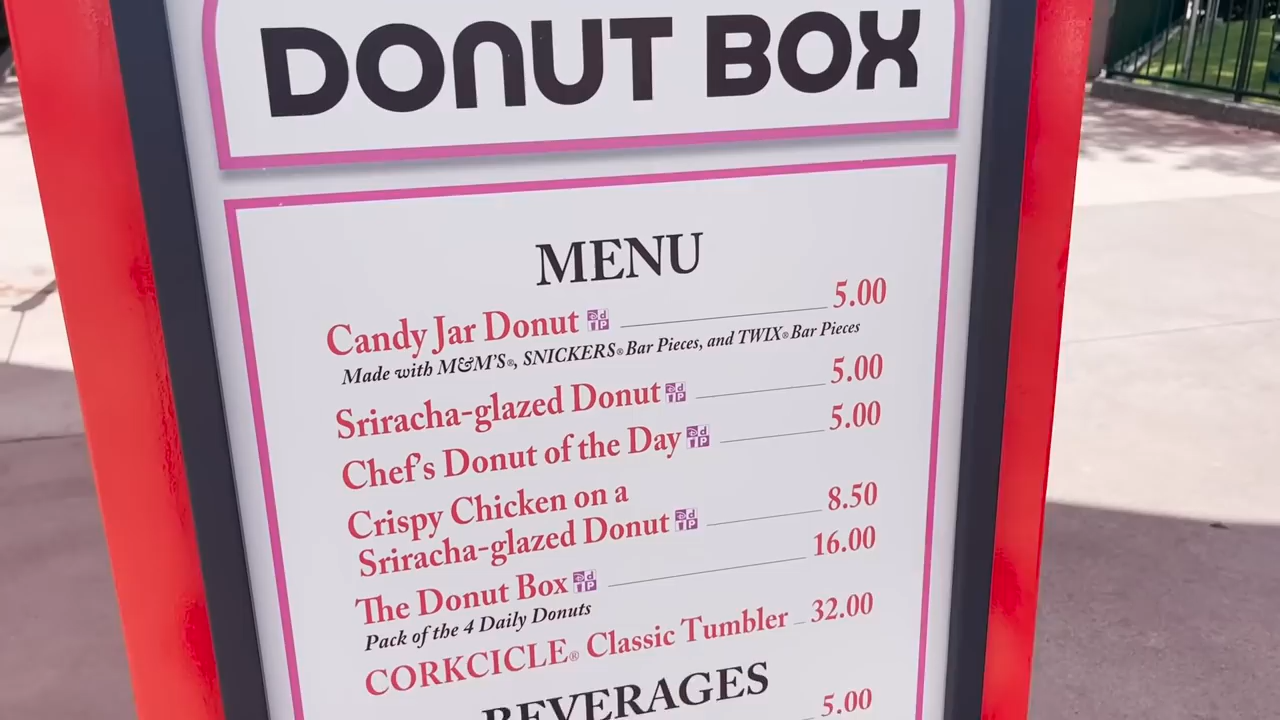 DONUT BOX
MENU
Candy Jar Donut 5.00
Made with M&M'S®, SNICKERS® Bar Pieces, and TWIX® Bar Pieces
Sriracha-glazed Donut 5.00
Chef's Donut of the Day 5.00
Crispy Chicken on a
Sriracha-glazed Donut 8.50
The Donut Box 16.00
Pack of the 4 Daily Donuts
CORKCICLE® Classic Tumbler 32.00
BEVERAGES
5.00